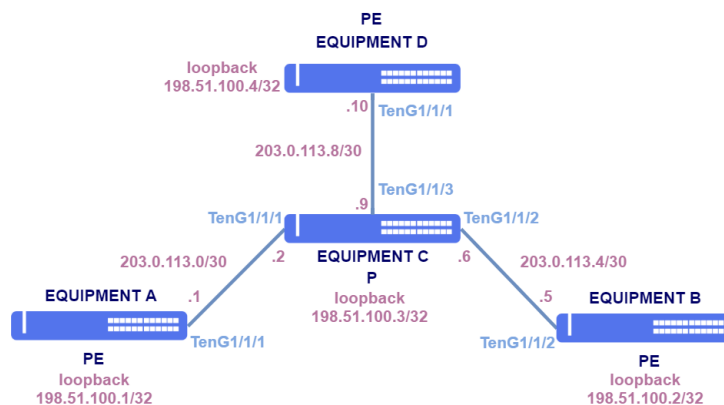 PE
EQUIPMENT D
loopback
198.51.100.4/32
.10
TenG1/1/1
203.0.113.8/30
TenG1/1/3
.9
TenG1/1/1
TenG1/1/2
.2
EQUIPMENT C
.6
203.0.113.0/30
P
203.0.113.4/30
loopback
198.51.100.3/32
EQUIPMENT A
.1
.5
EQUIPMENT B
TenG1/1/1
TenG1/1/2
PE
loopback
198.51.100.1/32
PE
loopback
198.51.100.2/32